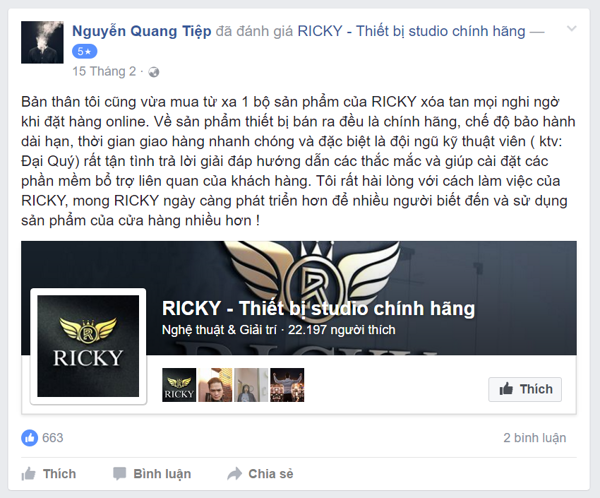 Nguyễn Quang Tiệp đã đánh giá RICKY - Thiết bị studio chính hãng —
5★
15 Tháng 2 ·
Bản thân tôi cũng vừa mua từ xa 1 bộ sản phẩm của RICKY xóa tan mọi nghi ngờ
khi đặt hàng online. Về sản phẩm thiết bị bán ra đều là chính hãng, chế độ bảo hành
dài hạn, thời gian giao hàng nhanh chóng và đặc biệt là đội ngũ kỹ thuật viên ( ktv:
Đại Quý) rất tận tình trả lời giải đáp hướng dẫn các thắc mắc và giúp cài đặt các
phần mềm bổ trợ liên quan của khách hàng. Tôi rất hài lòng với cách làm việc của
RICKY, mong RICKY ngày càng phát triển hơn để nhiều người biết đến và sử dụng
sản phẩm của cửa hàng nhiều hơn !
RICKY - Thiết bị studio chính hãng
Nghệ thuật & Giải trí · 22.197 người thích
RICKY
RICKY
Thích
663
2 bình luận
Thích Bình luận Chia sẻ